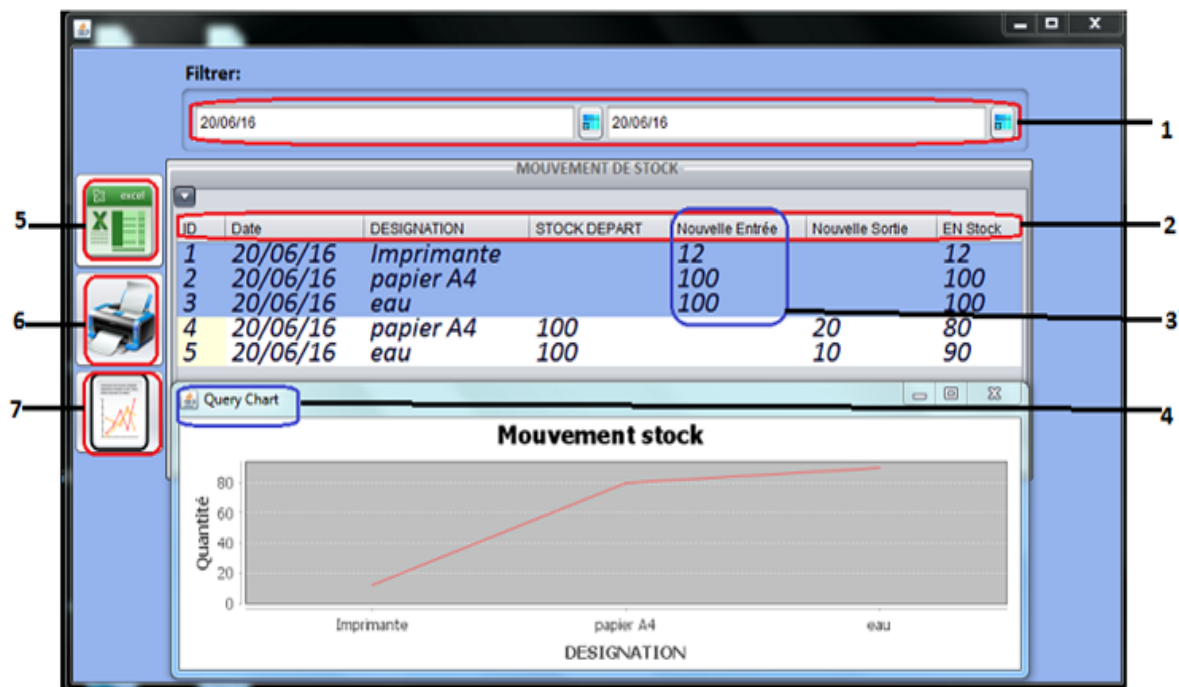 Filtrer:
20/06/16 20/06/16
1
MOUVEMENT DE STOCK
excel
5
ID Date DESIGNATION STOCK DEPART Nouvelle Entrée Nouvelle Sortie EN Stock
2
1 20/06/16 Imprimante 12 12
2 20/06/16 papier A4 100 100
3 20/06/16 eau 100 100
6
3
4 20/06/16 papier A4 100 20 80
5 20/06/16 eau 100 10 90
7
Query Chart
4
Mouvement stock
Quantité
80
60
40
20
0
Imprimante papier A4 eau
DESIGNATION